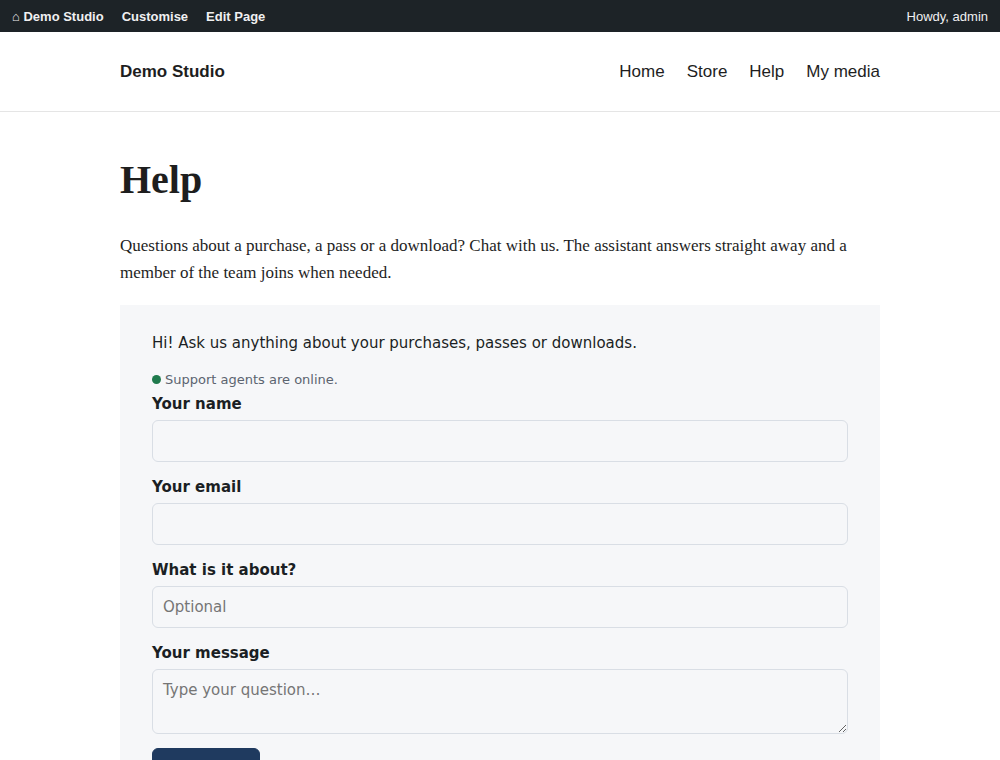 ⌂ Demo Studio Customise Edit Page Howdy, admin
Demo Studio Home Store Help My media
Help
Questions about a purchase, a pass or a download? Chat with us. The assistant answers straight away and a
member of the team joins when needed.
Hi! Ask us anything about your purchases, passes or downloads.
Support agents are online.
Your name
Your email
What is it about?
Optional
Your message
Type your question…